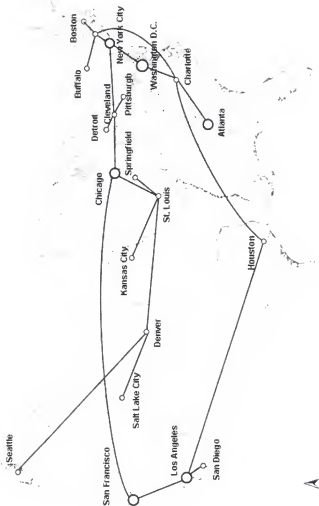 Boston
New York City
Buffalo
Washington D.C.
Cleveland
Pittsburgh
Charlotte
Detroit
Springfield
Atlanta
Chicago
St. Louis
Kansas City
Houston
Denver
Salt Lake City
Seattle
San Francisco
Los Angeles
San Diego